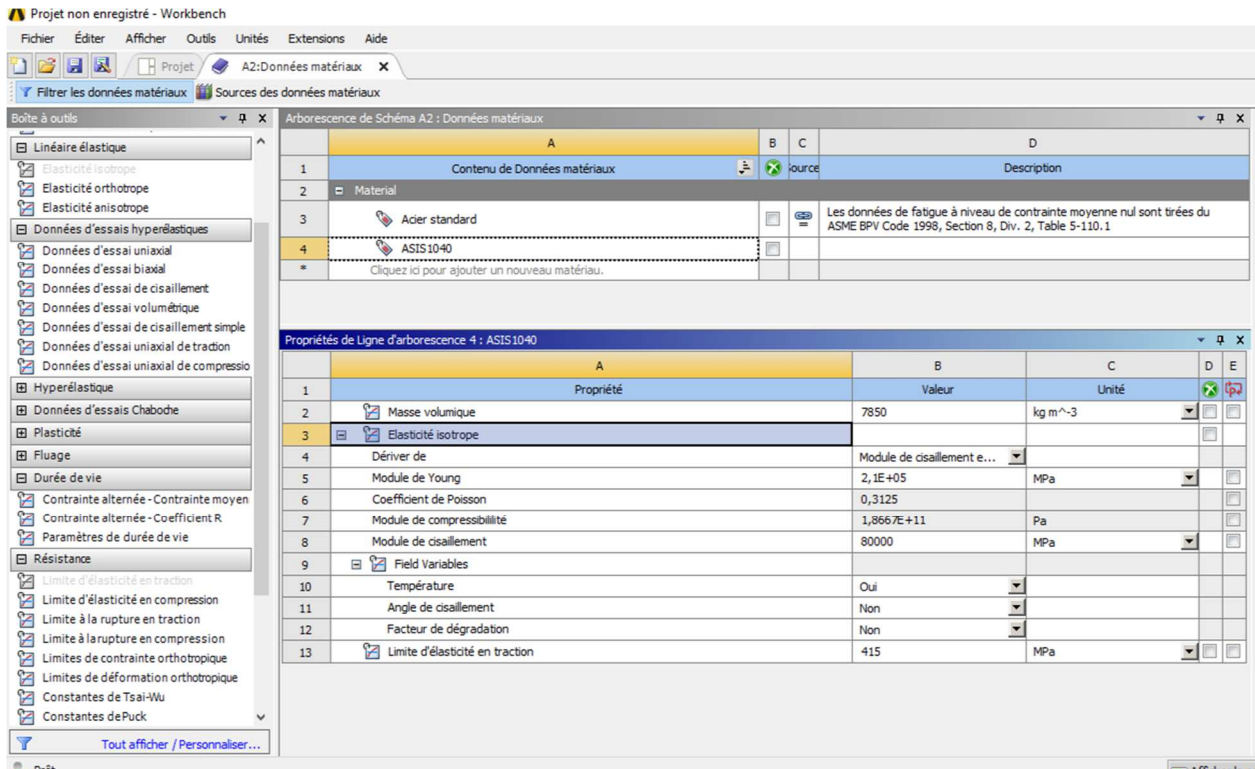 Projet non enregistré - Workbench
Fichier Éditer Afficher Outils Unités Extensions Aide
Projet A2:Données matériaux X
Filtrer les données matériaux Sources des données matériaux
Boîte à outils
Linéaire élastique
Elasticité isotrope
Elasticité orthotrope
Elasticité anisotrope
Données d'essais hyperélastiques
Données d'essai uniaxial
Données d'essai biaxial
Données d'essai de cisaillement
Données d'essai volumétrique
Données d'essai de cisaillement simple
Données d'essai uniaxial de traction
Données d'essai uniaxial de compressio
Hyperélastique
Données d'essais Chaboche
Plasticité
Fluage
Durée de vie
Contrainte alternée - Contrainte moyen
Contrainte alternée - Coefficient R
Paramètres de durée de vie
Résistance
Limite d'élasticité en traction
Limite d'élasticité en compression
Limite à la rupture en traction
Limite à la rupture en compression
Limites de contrainte orthotropique
Limites de déformation orthotropique
Constantes de Tsai-Wu
Constantes de Puck
Tout afficher / Personnaliser...
Arborescence de Schéma A2 : Données matériaux
A B C D
1 Contenu de Données matériaux Source Description
2 Material
3 Acier standard Les données de fatigue à niveau de contrainte moyenne nul sont tirées du
ASME BPV Code 1998, Section 8, Div. 2, Table 5-110.1
4 ASIS1040
* Cliquez ici pour ajouter un nouveau matériau.
Propriétés de Ligne d'arborescence 4 : ASIS1040
A B C D E
1 Propriété Valeur Unité
2 Masse volumique 7850 kg m^-3
3 Elasticité isotrope
4 Dériver de Module de cisaillement e...
5 Module de Young 2,1E+05 MPa
6 Coefficient de Poisson 0,3125
7 Module de compressibililité 1,8667E+11 Pa
8 Module de cisaillement 80000 MPa
9 Field Variables
10 Température Oui
11 Angle de cisaillement Non
12 Facteur de dégradation Non
13 Limite d'élasticité en traction 415 MPa